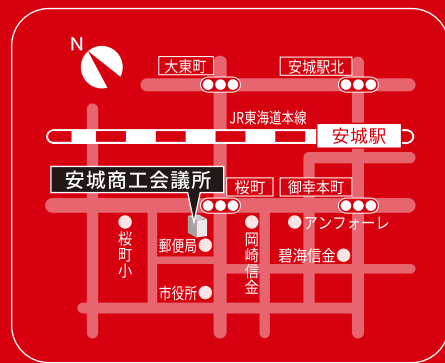 N
大東町
安城駅北
JR東海道本線
安城駅
安城商工会議所
桜町
御幸本町
アンフォーレ
桜町小
郵便局
岡崎信金
碧海信金
市役所